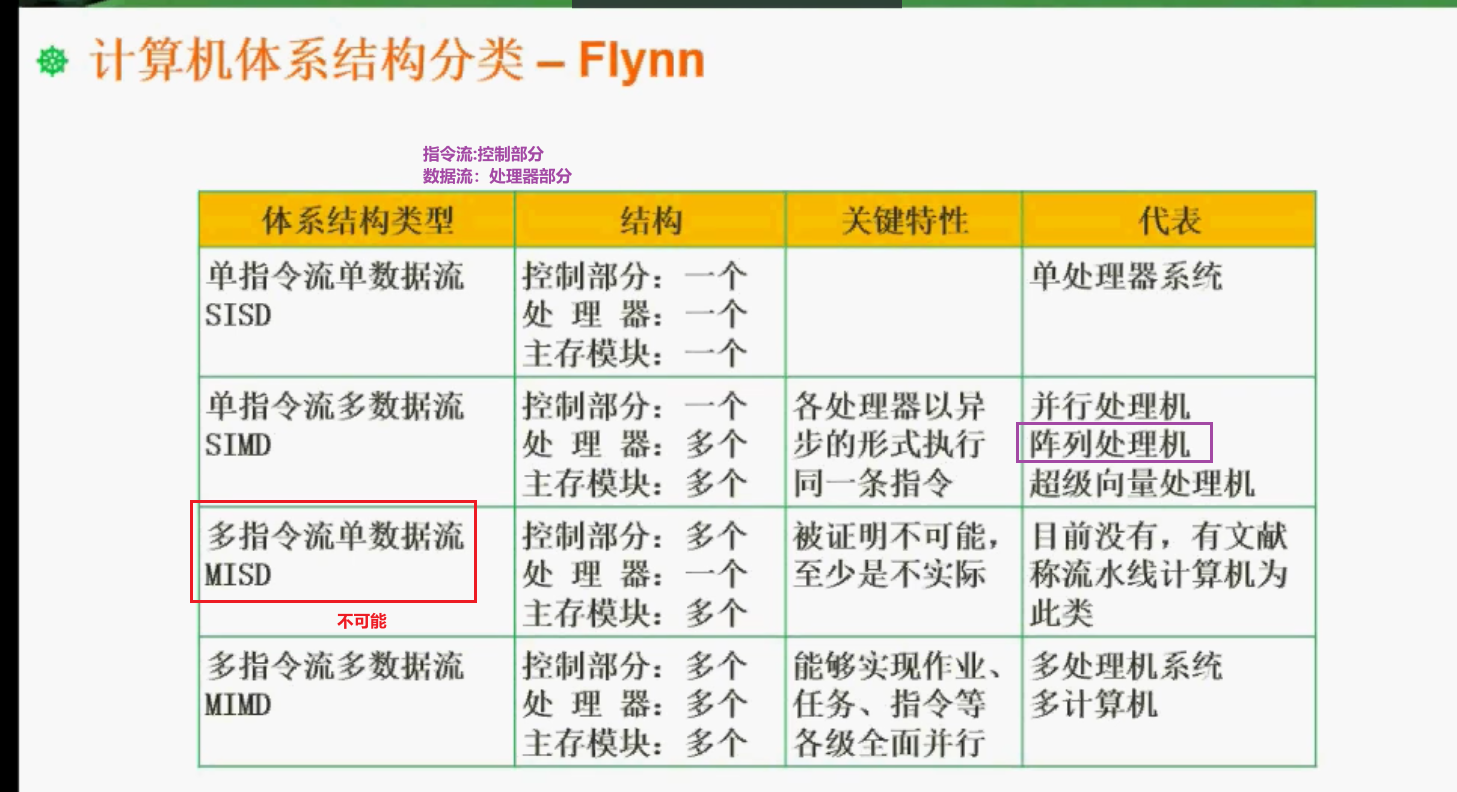 计算机体系结构分类 – Flynn
指令流:控制部分
数据流：处理器部分
体系结构类型 结构 关键特性 代表
单指令流单数据流
SISD
控制部分：一个
处 理 器：一个
主存模块：一个
单处理器系统
单指令流多数据流
SIMD
控制部分：一个
处 理 器：多个
主存模块：多个
各处理器以异
步的形式执行
同一条指令
并行处理机
阵列处理机
超级向量处理机
多指令流单数据流
MISD
不可能
控制部分：多个
处 理 器：一个
主存模块：多个
被证明不可能，
至少是不实际
目前没有，有文献
称流水线计算机为
此类
多指令流多数据流
MIMD
控制部分：多个
处 理 器：多个
主存模块：多个
能够实现作业、
任务、指令等
各级全面并行
多处理机系统
多计算机